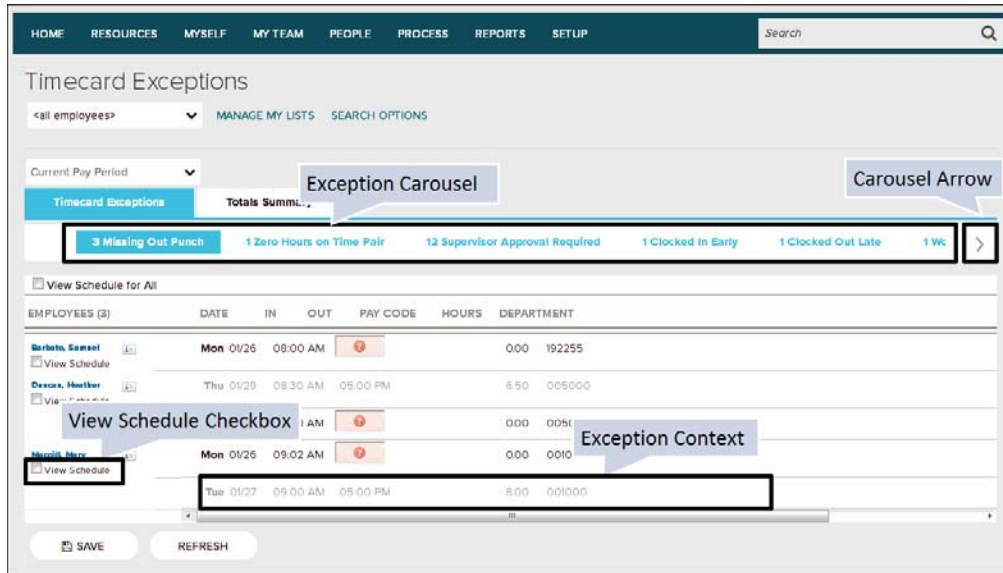 HOME RESOURCES MYSELF MY TEAM PEOPLE PROCESS REPORTS SETUP Search
Timecard Exceptions
<all employees> MANAGE MY LISTS SEARCH OPTIONS
Current Pay Period
Exception Carousel
Carousel Arrow
Timecard Exceptions Totals
3 Missing Out Punch 1 Zero Hours on Time Pair 12 Supervisor Approval Required 1 Clocked In Early 1 Clocked Out Late 1
View Schedule for All
EMPLOYEES (3) DATE IN OUT PAY CODE HOURS DEPARTMENT
Barbato, Samuel Mon 01/26 08:00 AM 0.00 192255
View Schedule
Heather Thu 01/29 08:30 AM 05:00 PM 6.50 005000
View Schedule Checkbox
AM 0.00
Exception Context
Mon 01/26 09:02 AM 0.00
View Schedule
Tue 01/27 09:00 AM 05:00 PM 8.00 001000
SAVE REFRESH